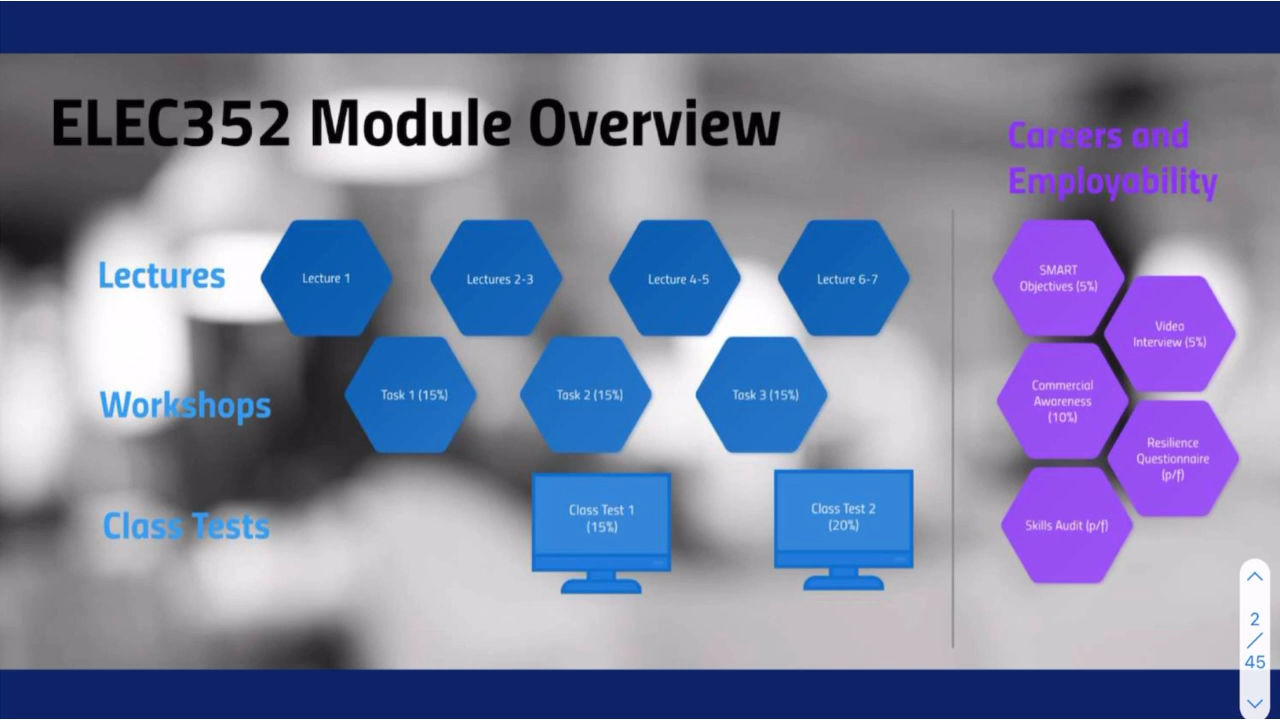 ELEC352 Module Overview
Careers and
Employability
Lectures
Lecture 1
Lectures 2-3
Lecture 4-5
Lecture 6-7
Workshops
Task 1 (15%)
Task 2 (15%)
Task 3 (15%)
Class Tests
Class Test 1
(15%)
Class Test 2
(20%)
SMART
Objectives (5%)
Video
Interview (5%)
Commercial
Awareness
(10%)
Resilience
Questionnaire
(p/f)
Skills Audit (p/f)
2
/
45